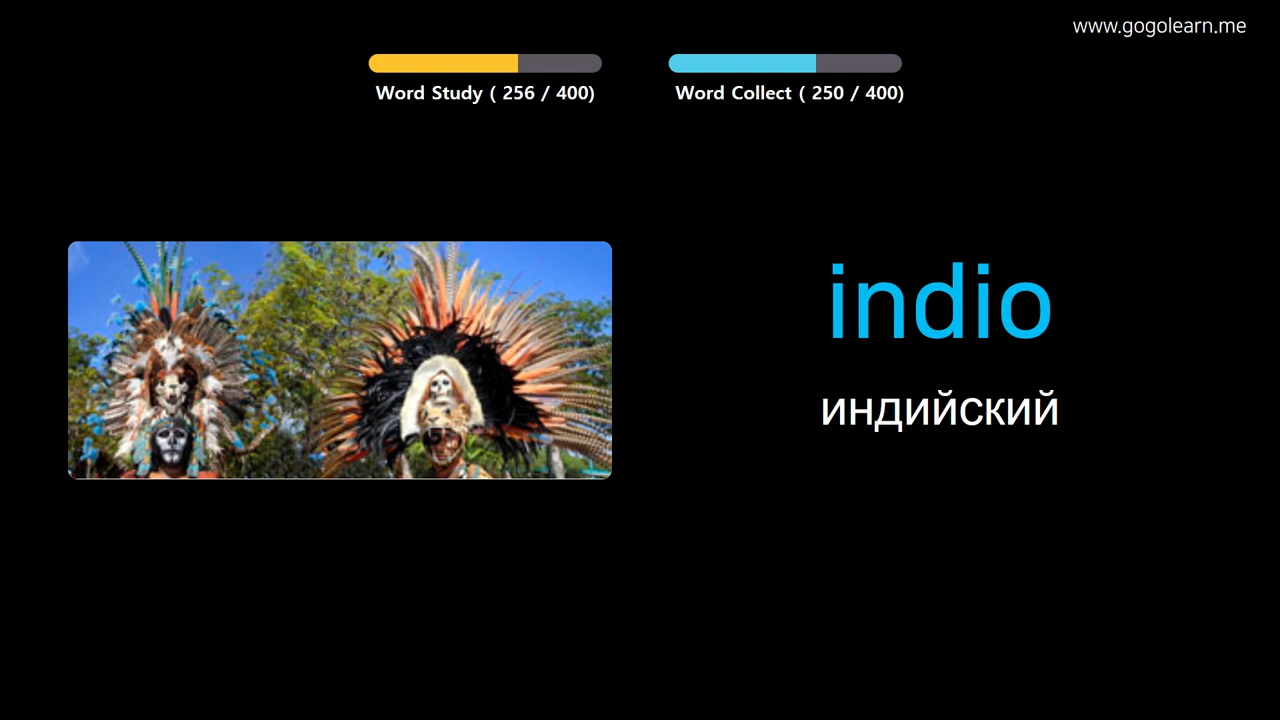 www.gogolearn.me
Word Study ( 256 / 400)
Word Collect ( 250 / 400)
indio
индийский